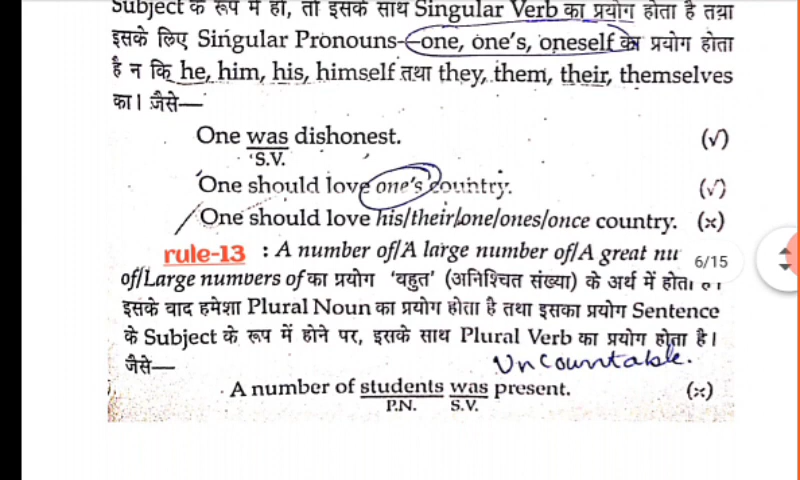 Subject के रूप में हो, तो इसके साथ Singular Verb का प्रयोग होता है तथा
इसके लिए Singular Pronouns—one, one's, oneself का प्रयोग होता
है न कि he, him, his, himself तथा they, them, their, themselves
का। जैसे—
One was dishonest. (√)
S.V.
One should love one's country. (√)
One should love his/their/one/ones/once country. (×)
rule-13 : A number of/A large number of/A great nu
6/15
of/Large numbers of का प्रयोग 'बहुत' (अनिश्चित संख्या) के अर्थ में होता
इसके बाद हमेशा Plural Noun का प्रयोग होता है तथा इसका प्रयोग Sentence
के Subject के रूप में होने पर, इसके साथ Plural Verb का प्रयोग होता है।
जैसे—
UnCountable.
A number of students was present. (×)
P.N. S.V.